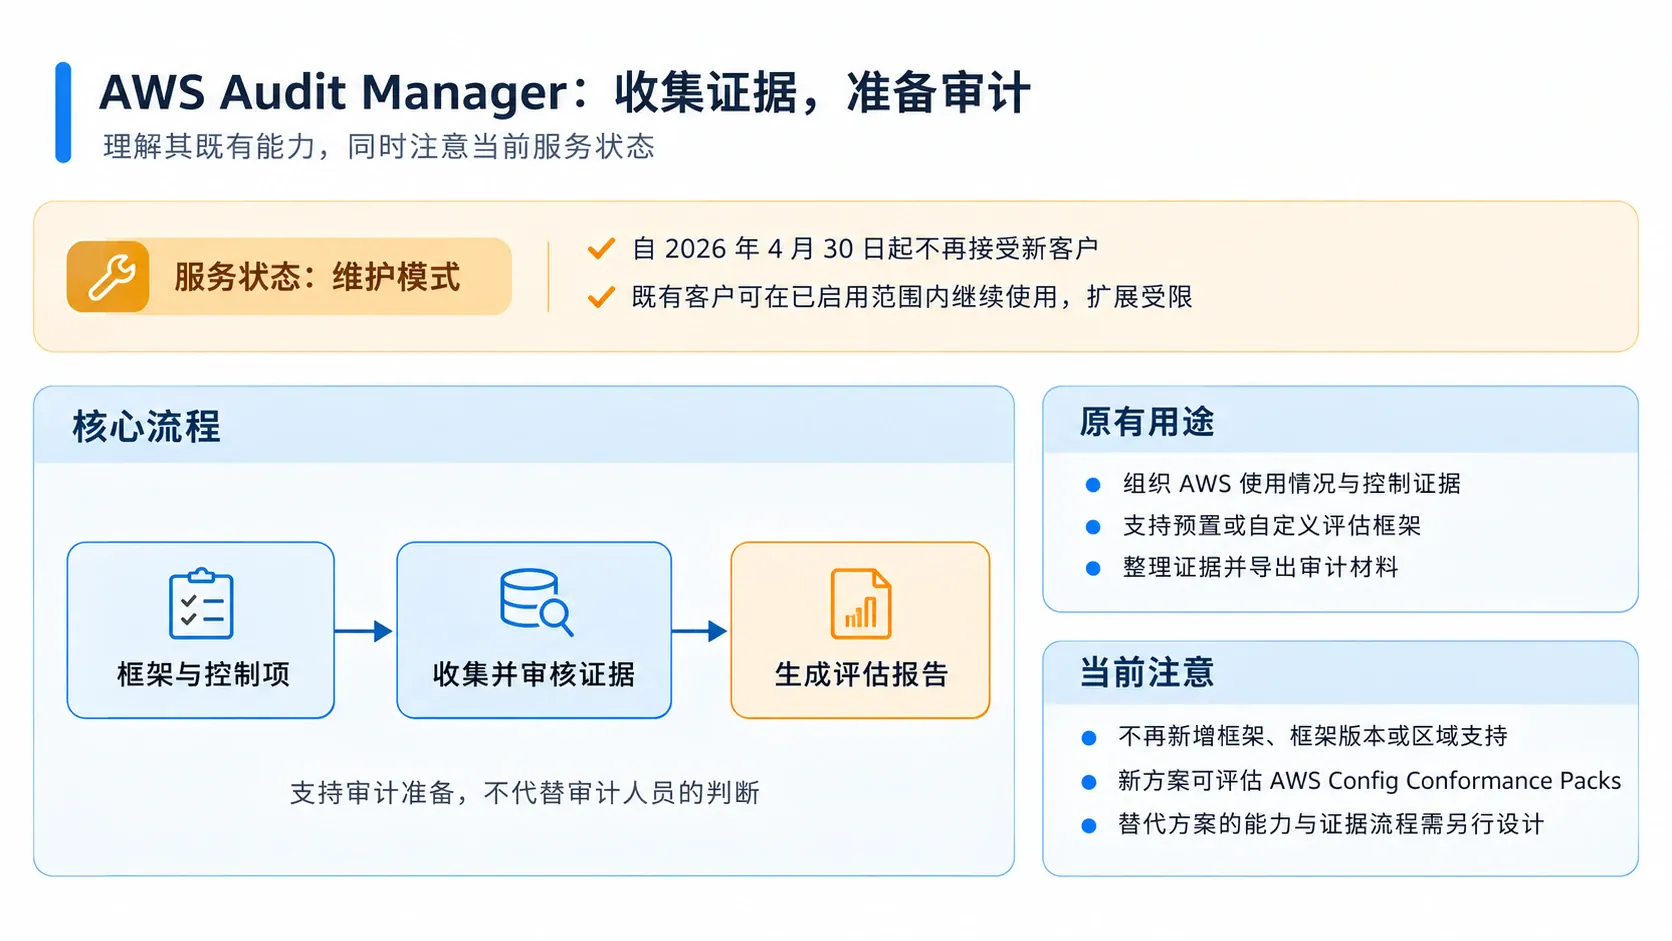 AWS Audit Manager：收集证据，准备审计
理解其既有能力，同时注意当前服务状态
服务状态：维护模式
自 2026 年 4 月 30 日起不再接受新客户
既有客户可在已启用范围内继续使用，扩展受限
核心流程
框架与控制项
收集并审核证据
生成评估报告
支持审计准备，不代替审计人员的判断
原有用途
组织 AWS 使用情况与控制证据
支持预置或自定义评估框架
整理证据并导出审计材料
当前注意
不再新增框架、框架版本或区域支持
新方案可评估 AWS Config Conformance Packs
替代方案的能力与证据流程需另行设计